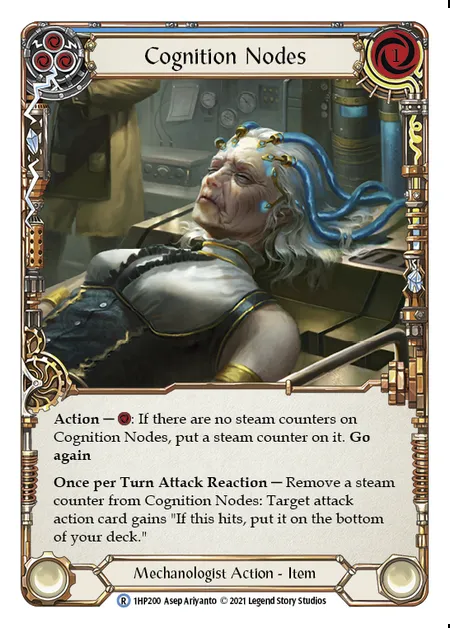 Cognition Nodes
1
Action — : If there are no steam counters on
Cognition Nodes, put a steam counter on it. Go
again
Once per Turn Attack Reaction — Remove a steam
counter from Cognition Nodes: Target attack
action card gains "If this hits, put it on the bottom
of your deck."
Mechanologist Action - Item
R 1HP200 Asep Ariyanto © 2021 Legend Story Studios